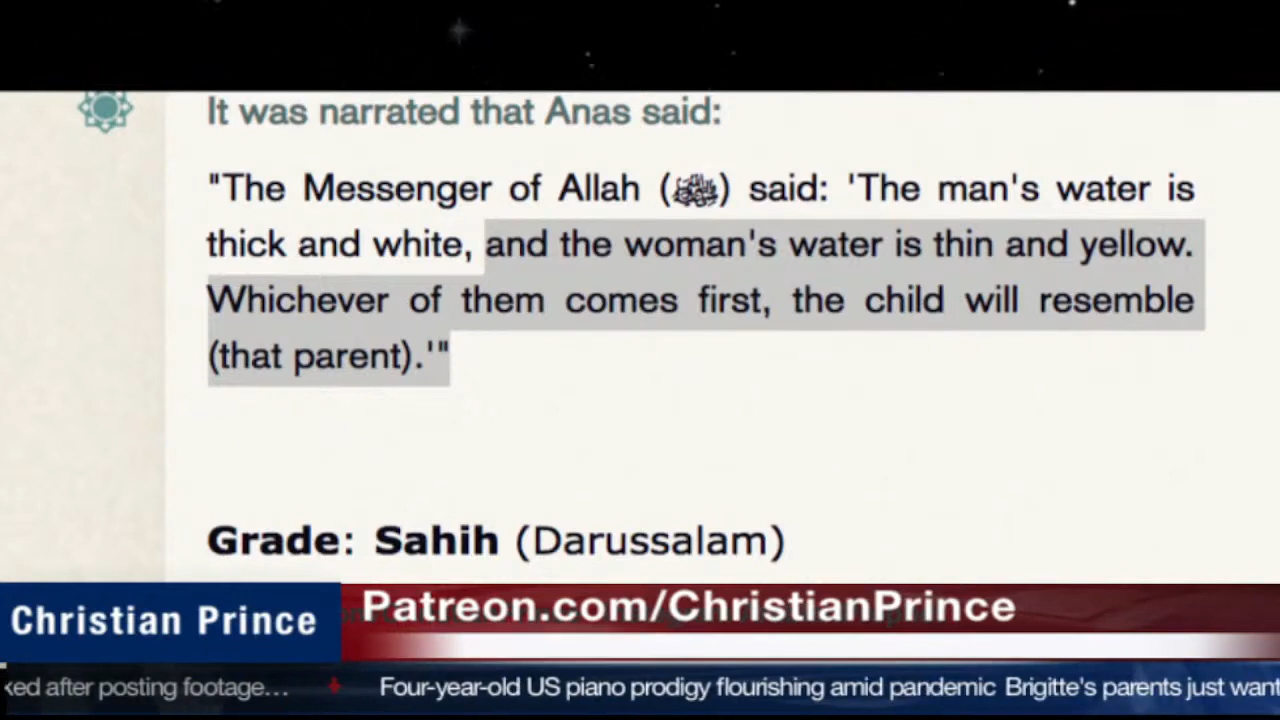 It was narrated that Anas said:
"The Messenger of Allah (ﷺ) said: 'The man's water is
thick and white, and the woman's water is thin and yellow.
Whichever of them comes first, the child will resemble
(that parent).'"
Grade: Sahih (Darussalam)
Christian Prince
Patreon.com/ChristianPrince
ked after posting footage... Four-year-old US piano prodigy flourishing amid pandemic Brigitte's parents just want